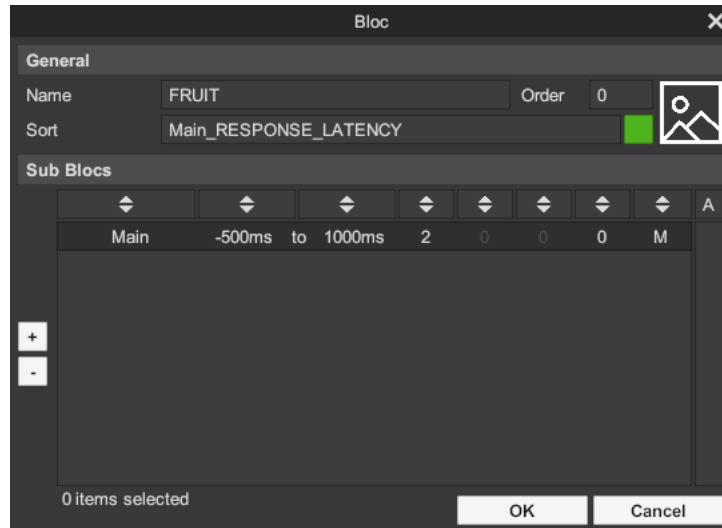 Bloc
General
Name FRUIT Order 0
Sort Main_RESPONSE_LATENCY
Sub Blocs
A
Main -500ms to 1000ms 2 0 0 0 M
+
-
0 items selected
OK Cancel